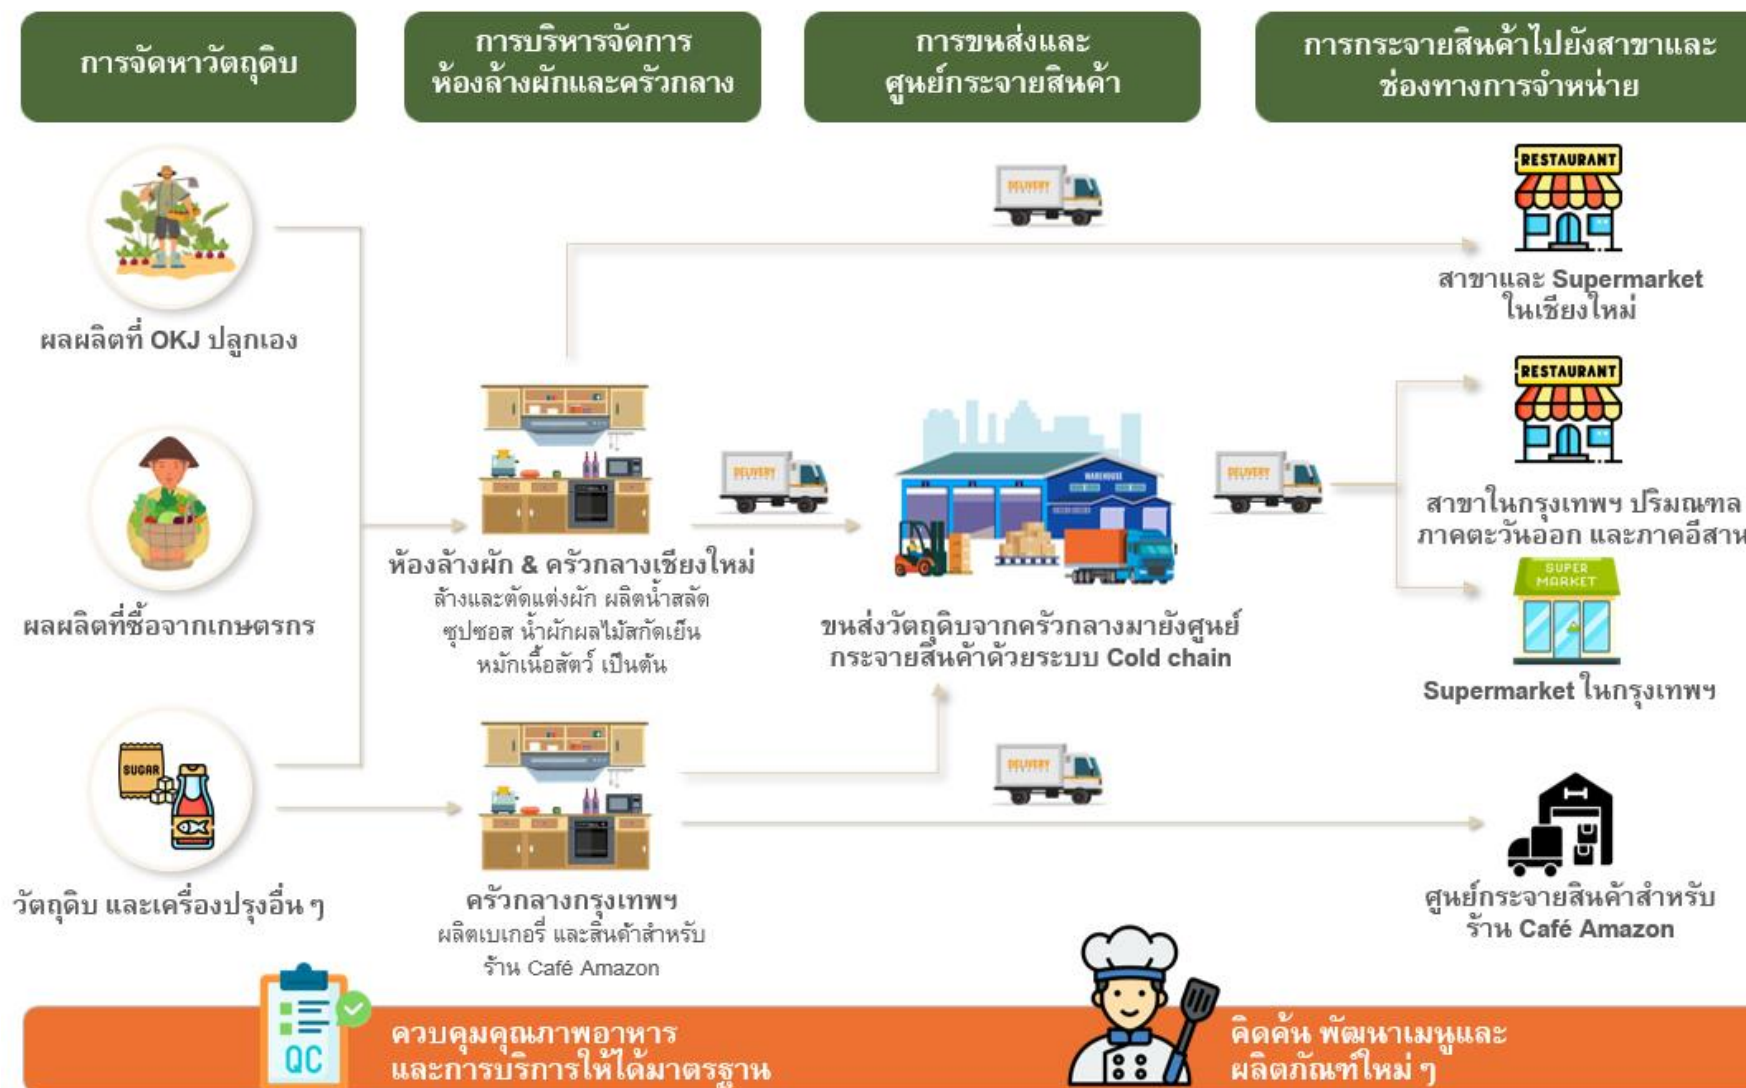 การจัดหาวัตถุดิบ
การบริหารจัดการ
ห้องล้างผักและครัวกลาง
การขนส่งและ
ศูนย์กระจายสินค้า
การกระจายสินค้าไปยังสาขาและ
ช่องทางการจำหน่าย
ผลผลิตที่ OKJ ปลูกเอง
ผลผลิตที่ซื้อจากเกษตรกร
SUGAR
วัตถุดิบ และเครื่องปรุงอื่น ๆ
ห้องล้างผัก & ครัวกลางเชียงใหม่
ล้างและตัดแต่งผัก ผลิตน้ำสลัด
ซุปซอส น้ำผักผลไม้สกัดเย็น
หมักเนื้อสัตว์ เป็นต้น
ครัวกลางกรุงเทพฯ
ผลิตเบเกอรี่ และสินค้าสำหรับ
ร้าน Café Amazon
DELIVERY
DELIVERY
WAREHOUSE
ขนส่งวัตถุดิบจากครัวกลางมายังศูนย์
กระจายสินค้าด้วยระบบ Cold chain
DELIVERY
DELIVERY
RESTAURANT
สาขาและ Supermarket
ในเชียงใหม่
RESTAURANT
สาขาในกรุงเทพฯ ปริมณฑล
ภาคตะวันออก และภาคอีสาน
SUPER
MARKET
Supermarket ในกรุงเทพฯ
ศูนย์กระจายสินค้าสำหรับ
ร้าน Café Amazon
QC
ควบคุมคุณภาพอาหาร
และการบริการให้ได้มาตรฐาน
คิดค้น พัฒนาเมนูและ
ผลิตภัณฑ์ใหม่ ๆ